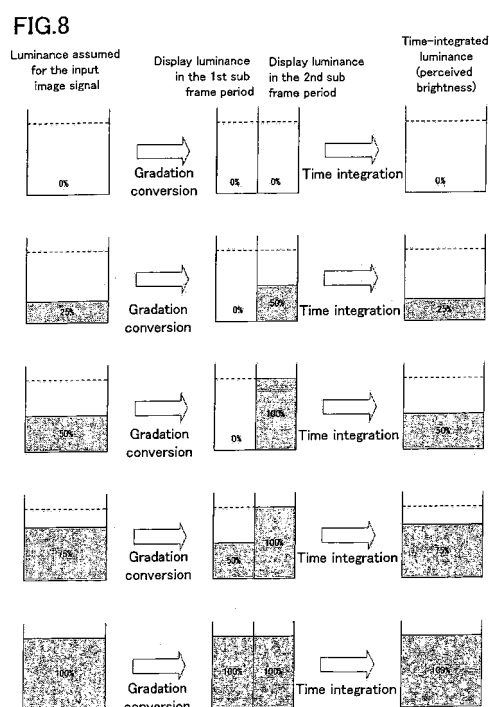 FIG.8
Luminance assumed
for the input
image signal
Display luminance
in the 1st sub
frame period
Display luminance
in the 2nd sub
frame period
Time-integrated
luminance
(perceived
brightness)
0%
Gradation
conversion
0%
0%
Time integration
0%
25%
Gradation
conversion
0%
50%
Time integration
25%
50%
Gradation
conversion
0%
100%
Time integration
50%
75%
Gradation
conversion
50%
100%
Time integration
75%
100%
Gradation
conversion
100%
100%
Time integration
100%